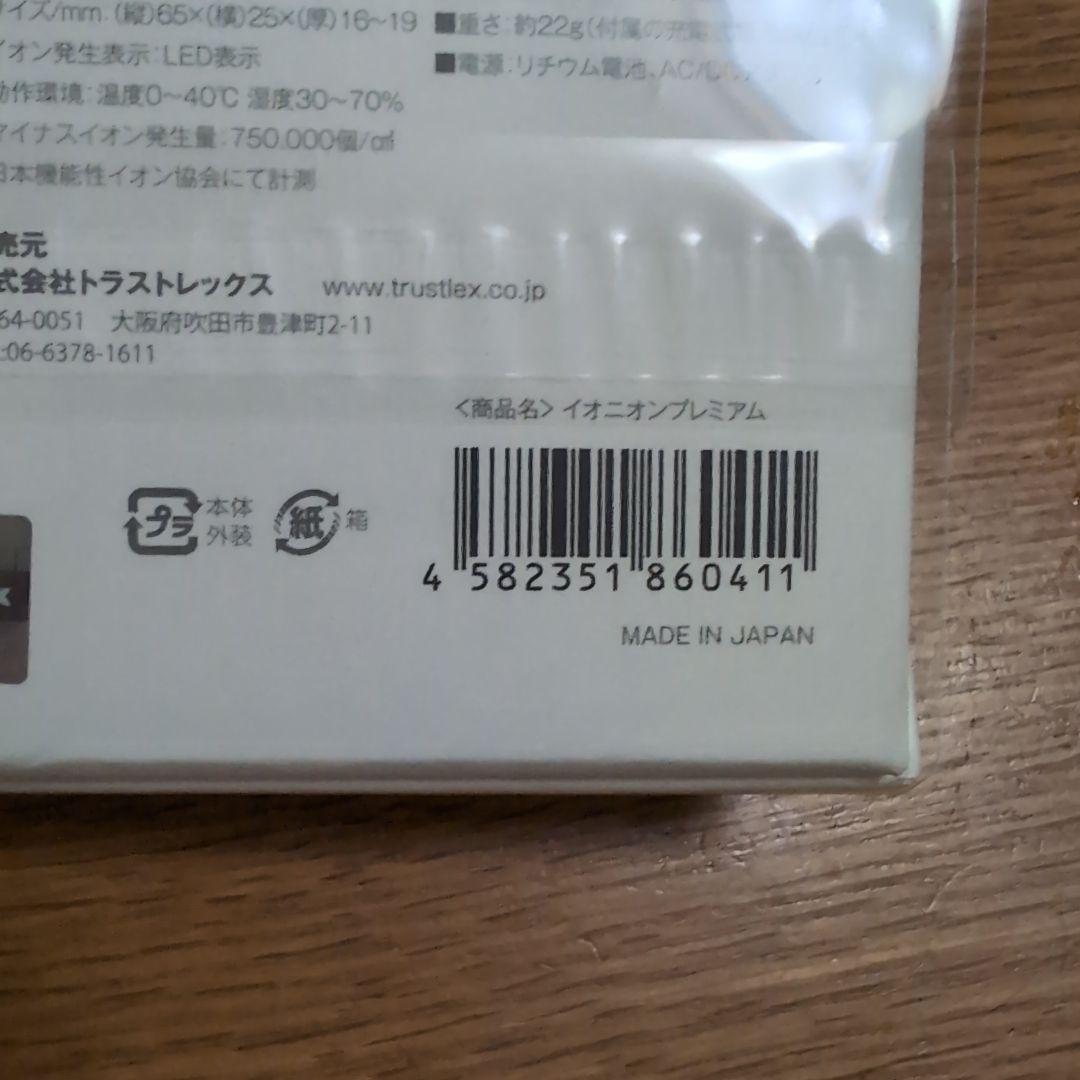 イズ/mm:(縦)65×(横)25×(厚)16~19
■重さ:約22g(付属の充電
イオン発生表示:LED表示
■電源:リチウム電池、AC/
動作環境:温度0~40℃ 湿度30~70%
マイナスイオン発生量:750,000個/㎤
日本機能性イオン協会にて計測
売元
式会社トラストレックス www.trustlex.co.jp
64-0051 大阪府吹田市豊津町2-11
:06-6378-1611
<商品名>イオニオンプレミアム
プラ 本体 外装
紙 箱
4 582351 860411
MADE IN JAPAN